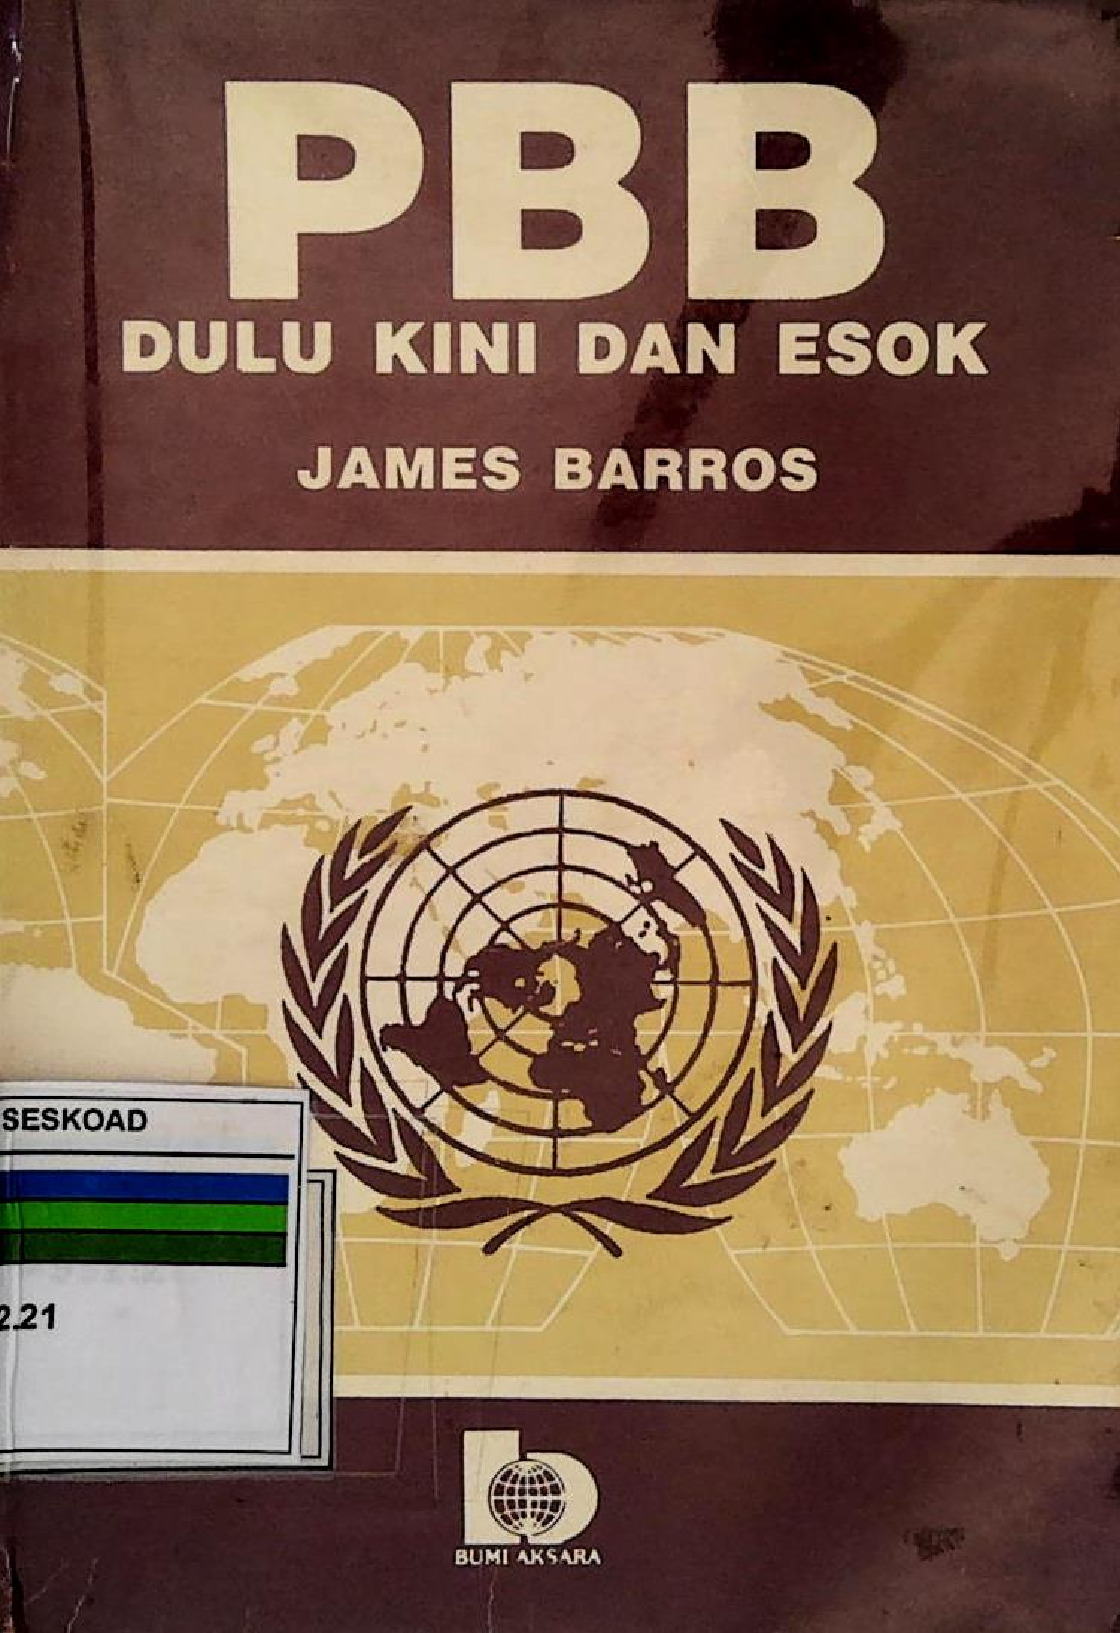 PBB
DULU KINI DAN ESOK
JAMES BARROS
SESKOAD
2.21
BUMI AKSARA